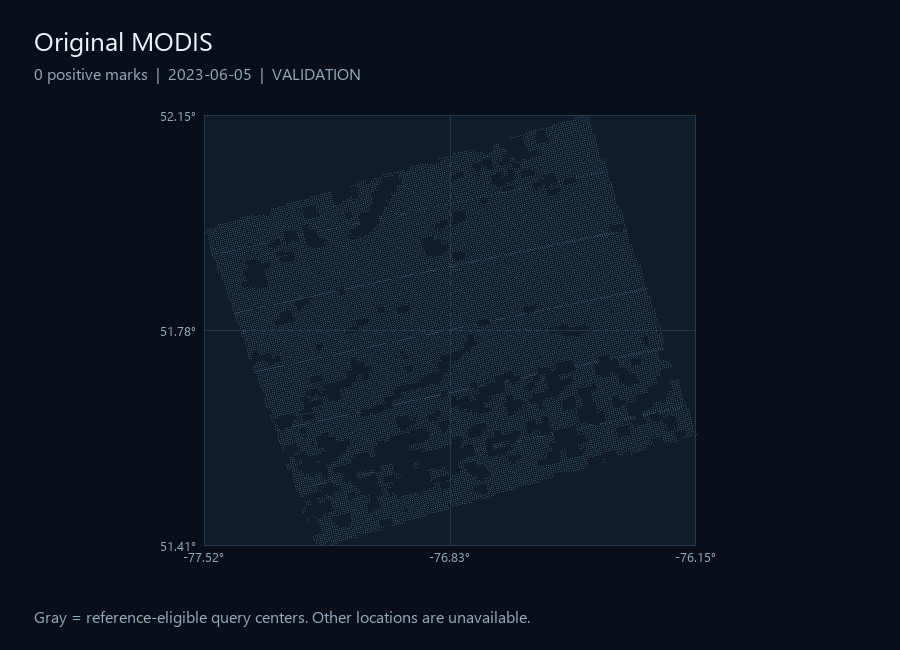 Original MODIS
0 positive marks | 2023-06-05 | VALIDATION
52.15°
51.78°
51.41°
-77.52°
-76.83°
-76.15°
Gray = reference-eligible query centers. Other locations are unavailable.